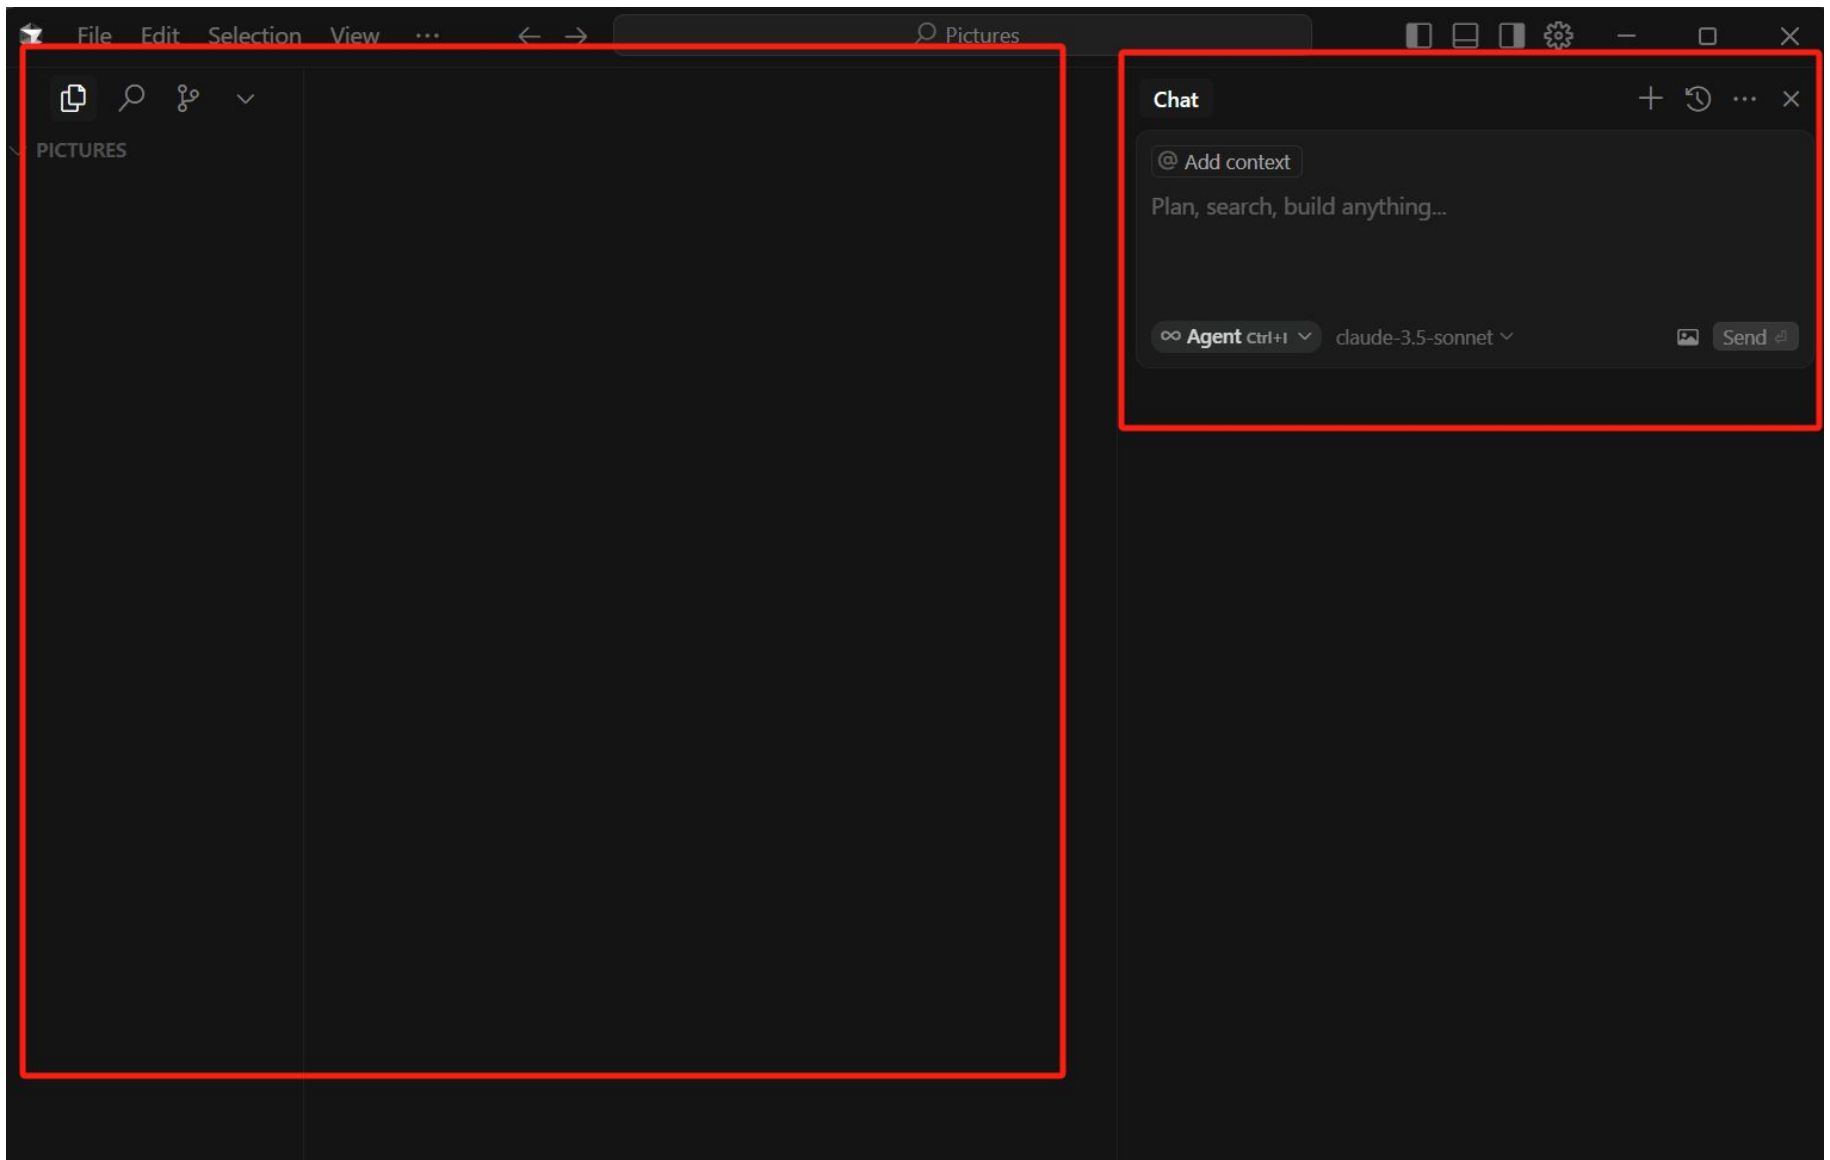 File Edit Selection View ··· ← → Pictures
PICTURES
Chat
@ Add context
Plan, search, build anything...
∞ Agent Ctrl+I claude-3.5-sonnet Send ⏎